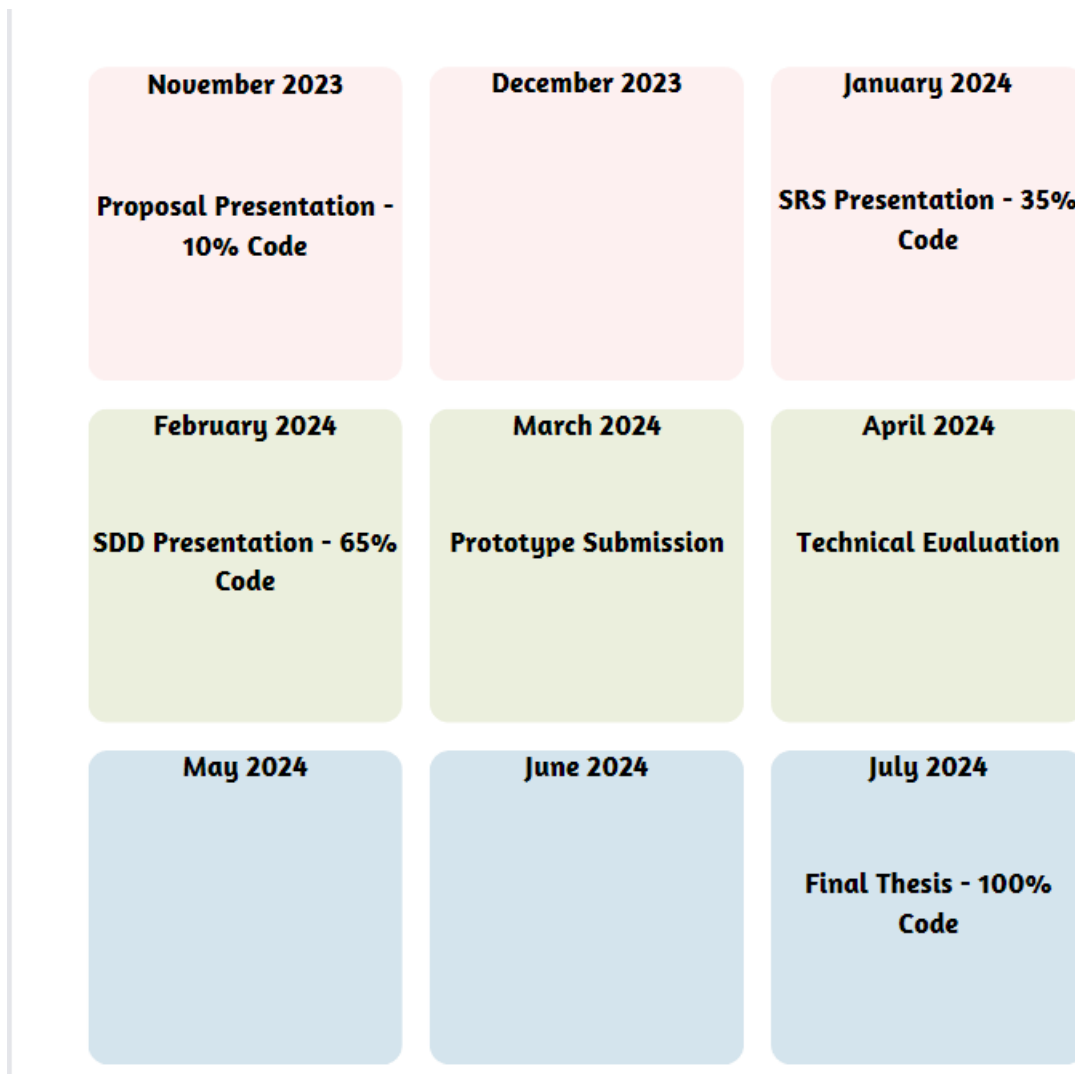 November 2023
Proposal Presentation -
10% Code
December 2023
January 2024
SRS Presentation - 35%
Code
February 2024
SDD Presentation - 65%
Code
March 2024
Prototype Submission
April 2024
Technical Evaluation
May 2024
June 2024
July 2024
Final Thesis - 100%
Code